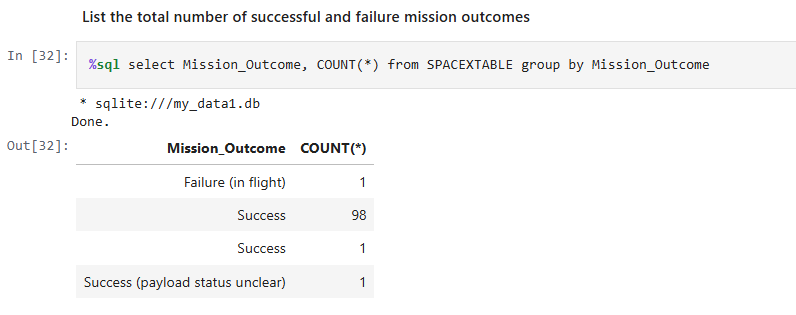 List the total number of successful and failure mission outcomes
In [32]: %sql select Mission_Outcome, COUNT(*) from SPACEXTABLE group by Mission_Outcome
* sqlite:///my_data1.db
Done.
Out[32]: Mission_Outcome COUNT(*)
Failure (in flight) 1
Success 98
Success 1
Success (payload status unclear) 1